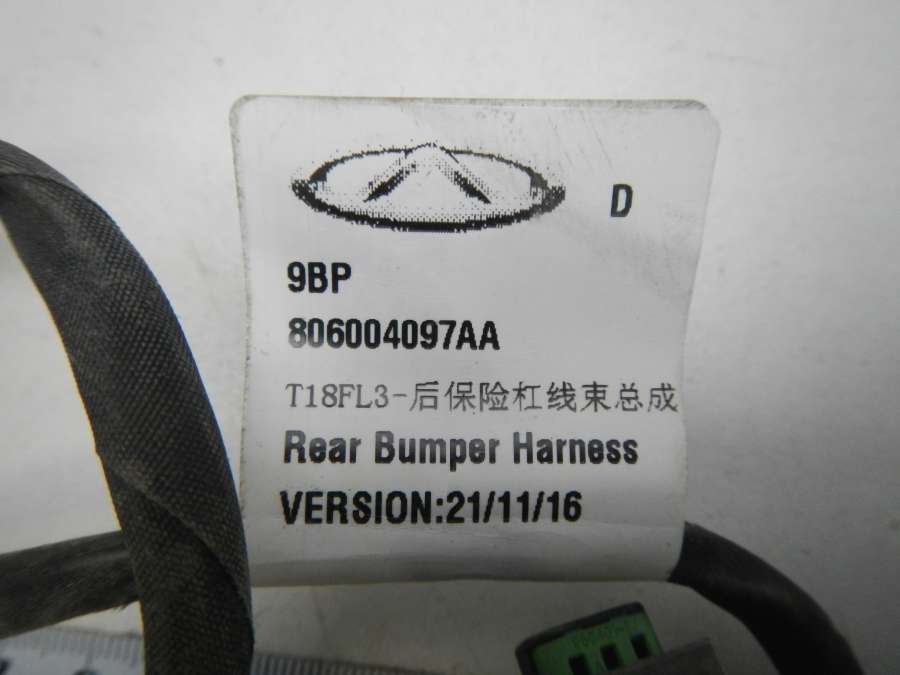 D
9BP
806004097AA
T18FL3-后保险杠线束总成
Rear Bumper Harness
VERSION:21/11/16